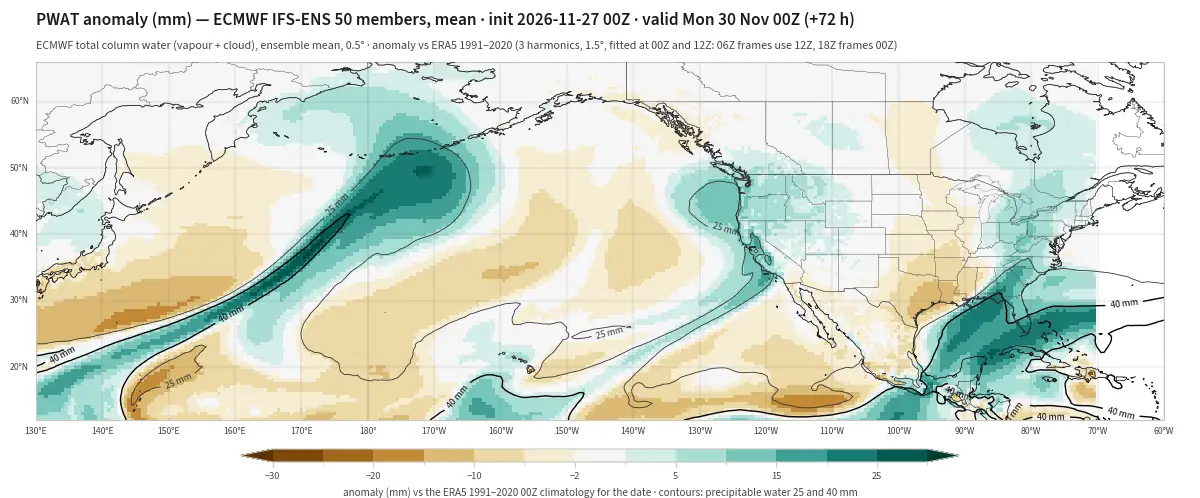 PWAT anomaly (mm) — ECMWF IFS-ENS 50 members, mean · init 2026-11-27 00Z · valid Mon 30 Nov 00Z (+72 h)
ECMWF total column water (vapour + cloud), ensemble mean, 0.5° · anomaly vs ERA5 1991–2020 (3 harmonics, 1.5°, fitted at 00Z and 12Z: 06Z frames use 12Z, 18Z frames 00Z)
60°N
50°N
40°N
30°N
20°N
25 mm
25 mm
40 mm
40 mm
25 mm
40 mm
40 mm
25 mm
40 mm
40 mm
mm
40 mm
130°E 140°E 150°E 160°E 170°E 180° 170°W 160°W 150°W 140°W 130°W 120°W 110°W 100°W 90°W 80°W 70°W 60°W
−30 −20 −10 −2 5 15 25
anomaly (mm) vs the ERA5 1991–2020 00Z climatology for the date · contours: precipitable water 25 and 40 mm